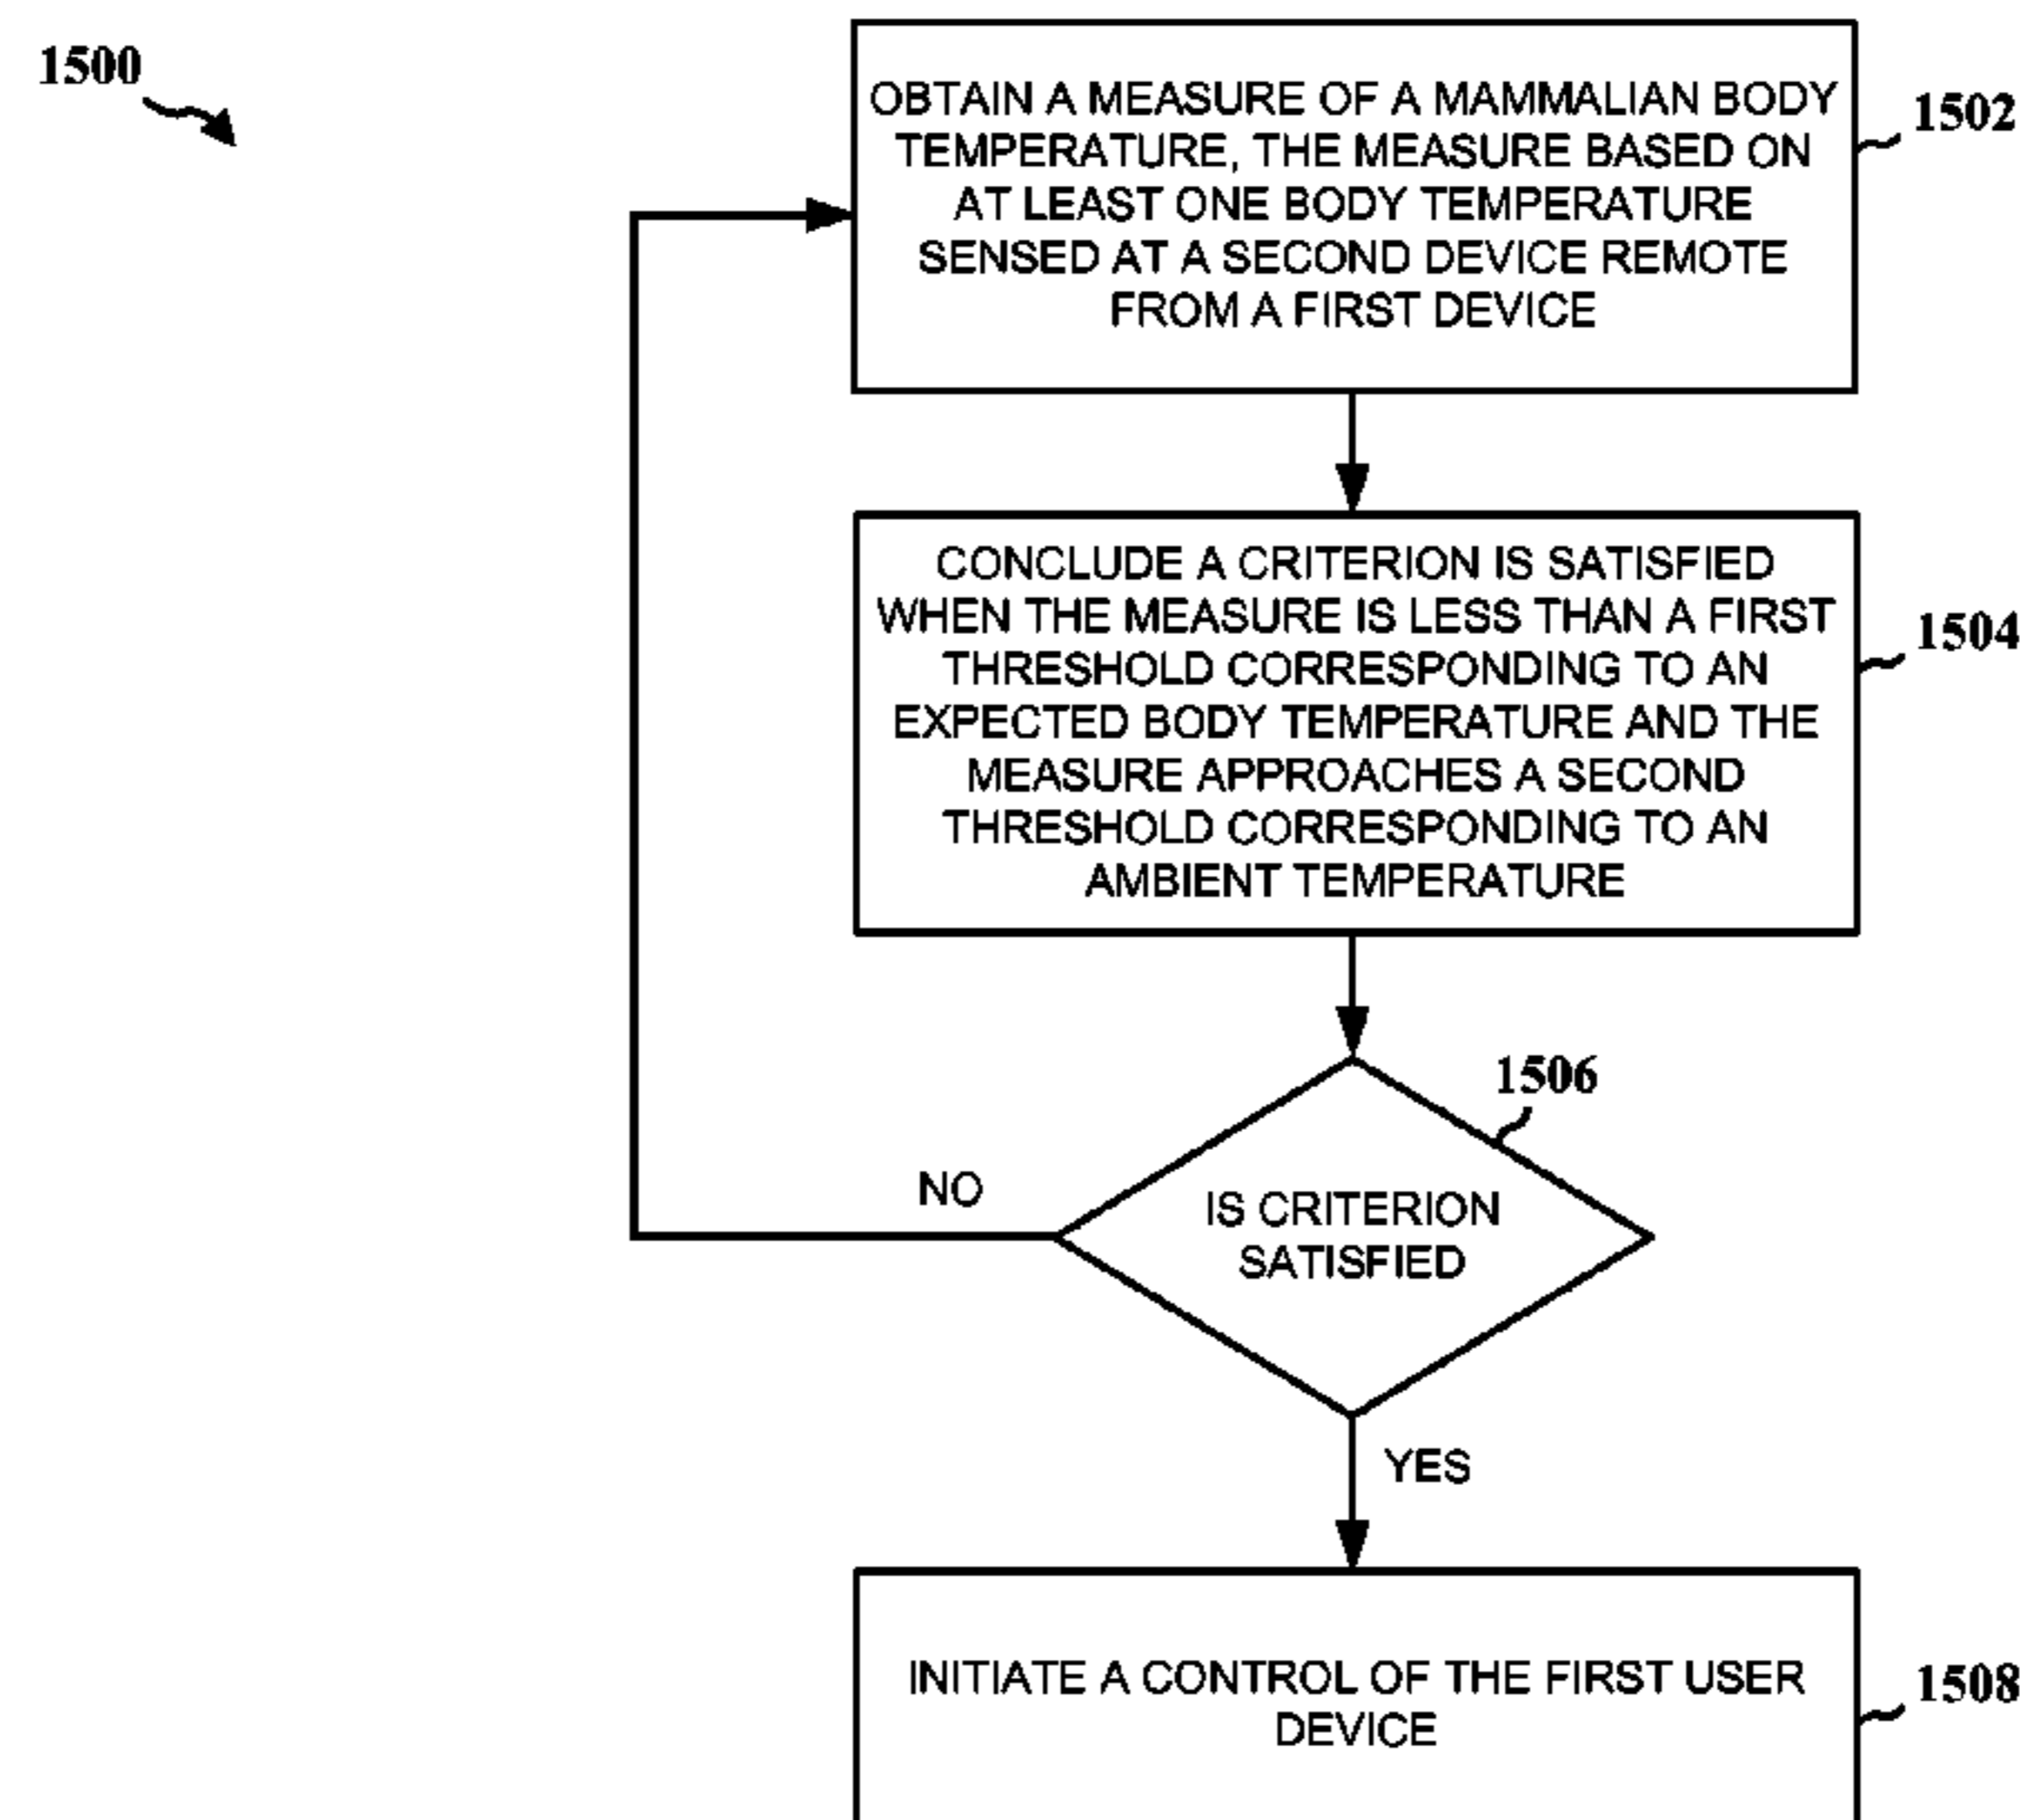 1500
OBTAIN A MEASURE OF A MAMMALIAN BODY
TEMPERATURE, THE MEASURE BASED ON
AT LEAST ONE BODY TEMPERATURE
SENSED AT A SECOND DEVICE REMOTE
FROM A FIRST DEVICE
1502
CONCLUDE A CRITERION IS SATISFIED
WHEN THE MEASURE IS LESS THAN A FIRST
THRESHOLD CORRESPONDING TO AN
EXPECTED BODY TEMPERATURE AND THE
MEASURE APPROACHES A SECOND
THRESHOLD CORRESPONDING TO AN
AMBIENT TEMPERATURE
1504
1506
IS CRITERION
SATISFIED
NO
YES
INITIATE A CONTROL OF THE FIRST USER
DEVICE
1508